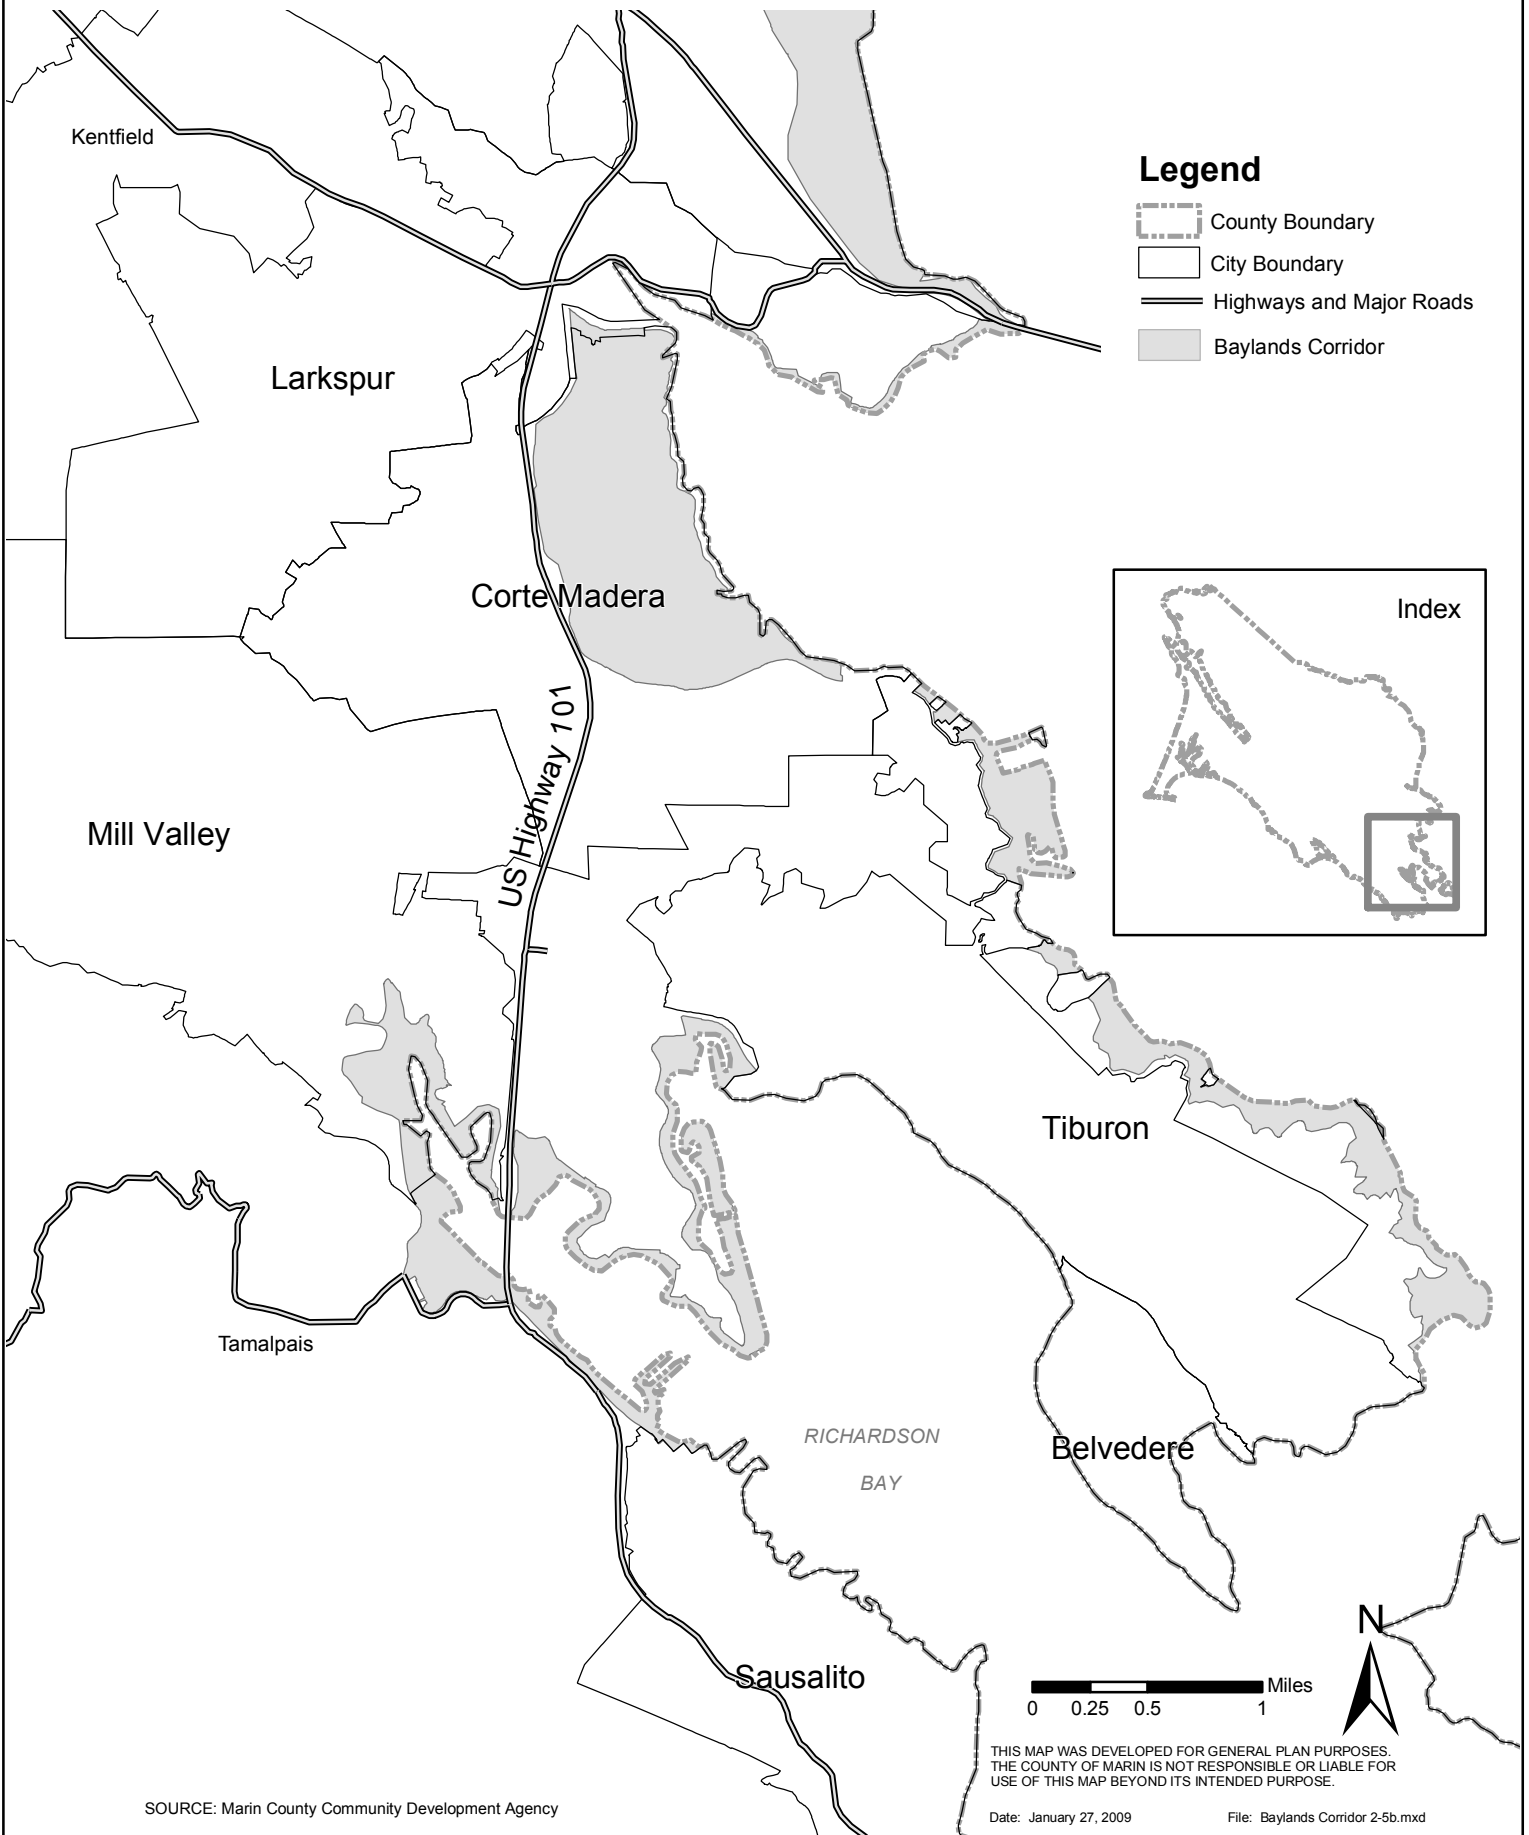 Kentfield
Legend
County Boundary
City Boundary
Highways and Major Roads
Baylands Corridor
Larkspur
Corte Madera
Index
US Highway 101
Mill Valley
Tiburon
Tamalpais
RICHARDSON
BAY
Belvedere
N
Sausalito
Miles
0 0.25 0.5 1
THIS MAP WAS DEVELOPED FOR GENERAL PLAN PURPOSES.
THE COUNTY OF MARIN IS NOT RESPONSIBLE OR LIABLE FOR
USE OF THIS MAP BEYOND ITS INTENDED PURPOSE.
SOURCE: Marin County Community Development Agency
Date: January 27, 2009 File: Baylands Corridor 2-5b.mxd